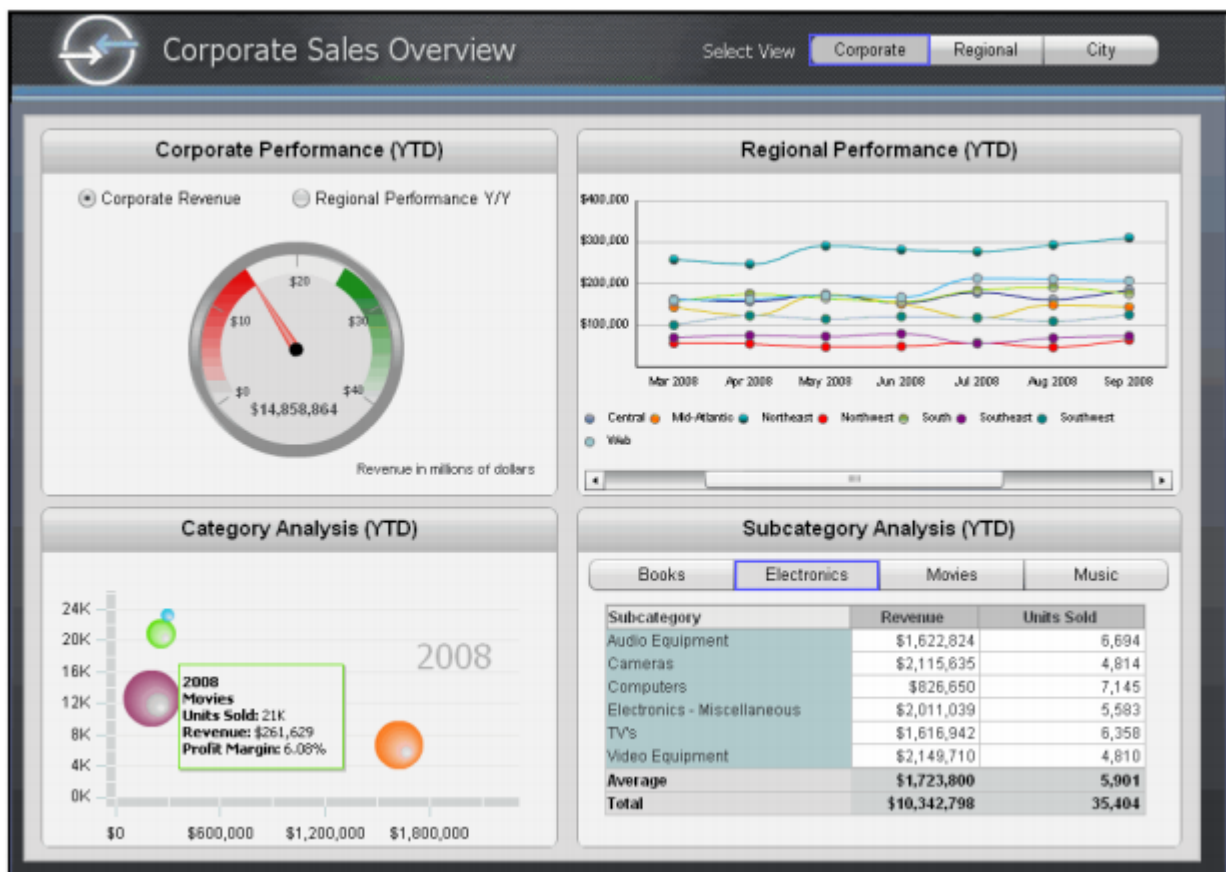 Corporate Sales Overview
Select View Corporate Regional City
Corporate Performance (YTD)
Corporate Revenue Regional Performance Y/Y
$20
$10 $30
$0 $40
$14,858,864
Revenue in millions of dollars
Regional Performance (YTD)
$400,000
$300,000
$200,000
$100,000
Mar 2008 Apr 2008 May 2008 Jun 2008 Jul 2008 Aug 2008 Sep 2008
Central Mid-Atlantic Northeast Northwest South Southeast Southwest
Web
Category Analysis (YTD)
24K
20K
16K
12K
8K
4K
0K
2008
2008
Movies
Units Sold: 21K
Revenue: $261,629
Profit Margin: 6.08%
$0 $600,000 $1,200,000 $1,800,000
Subcategory Analysis (YTD)
Books Electronics Movies Music
Subcategory Revenue Units Sold
Audio Equipment $1,622,824 6,694
Cameras $2,115,635 4,814
Computers $826,650 7,145
Electronics - Miscellaneous $2,011,039 5,583
TV's $1,616,942 6,358
Video Equipment $2,149,710 4,810
Average $1,723,800 5,901
Total $10,342,798 35,404